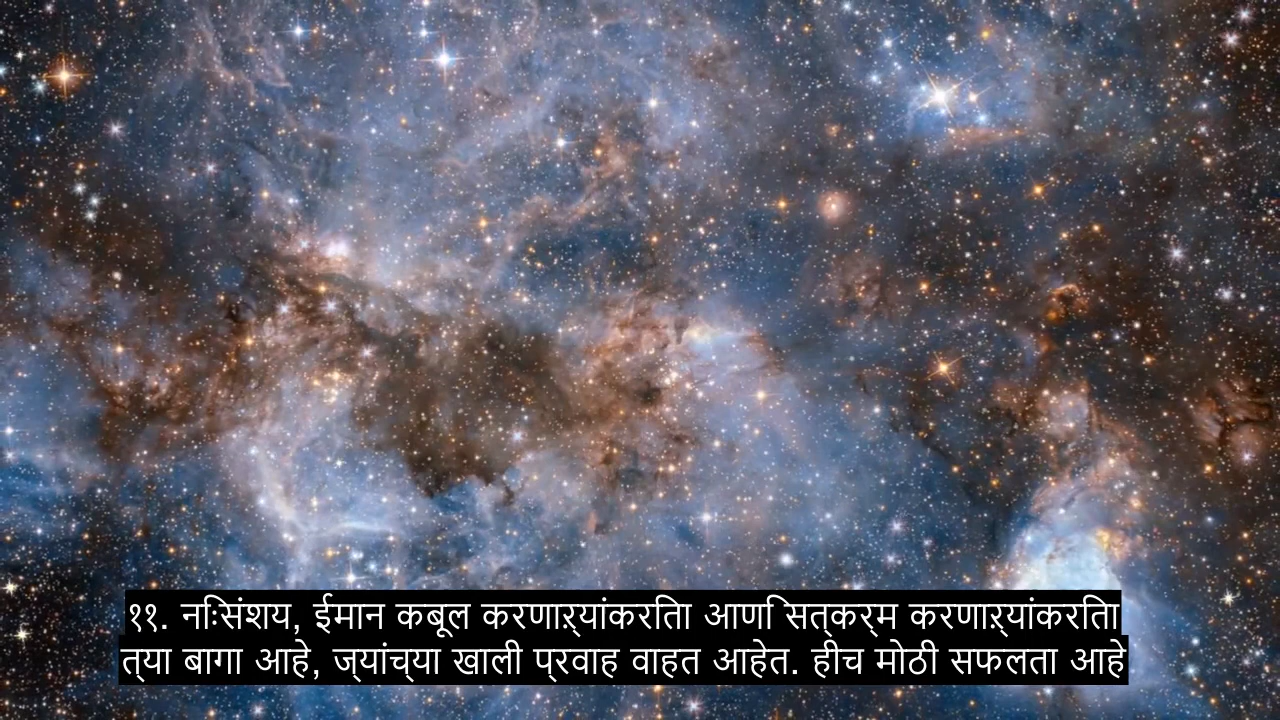 ११. निःसंशय, ईमान कबूल करणाऱ्यांकरिता आणि सत्कर्म करणाऱ्यांकरिता
त्या बागा आहे, ज्यांच्या खाली प्रवाह वाहत आहेत. हीच मोठी सफलता आहे